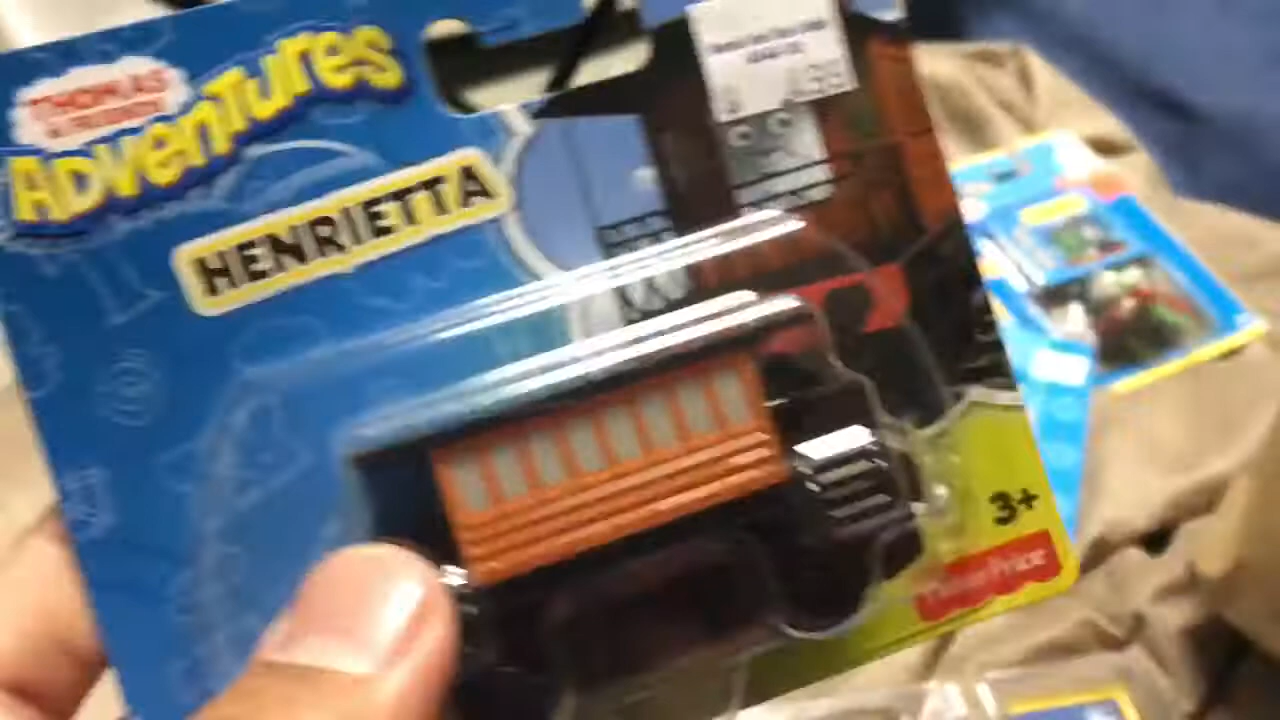 THOMAS
& FRIENDS
ADVENTURES
HENRIETTA
3+
Fisher-Price